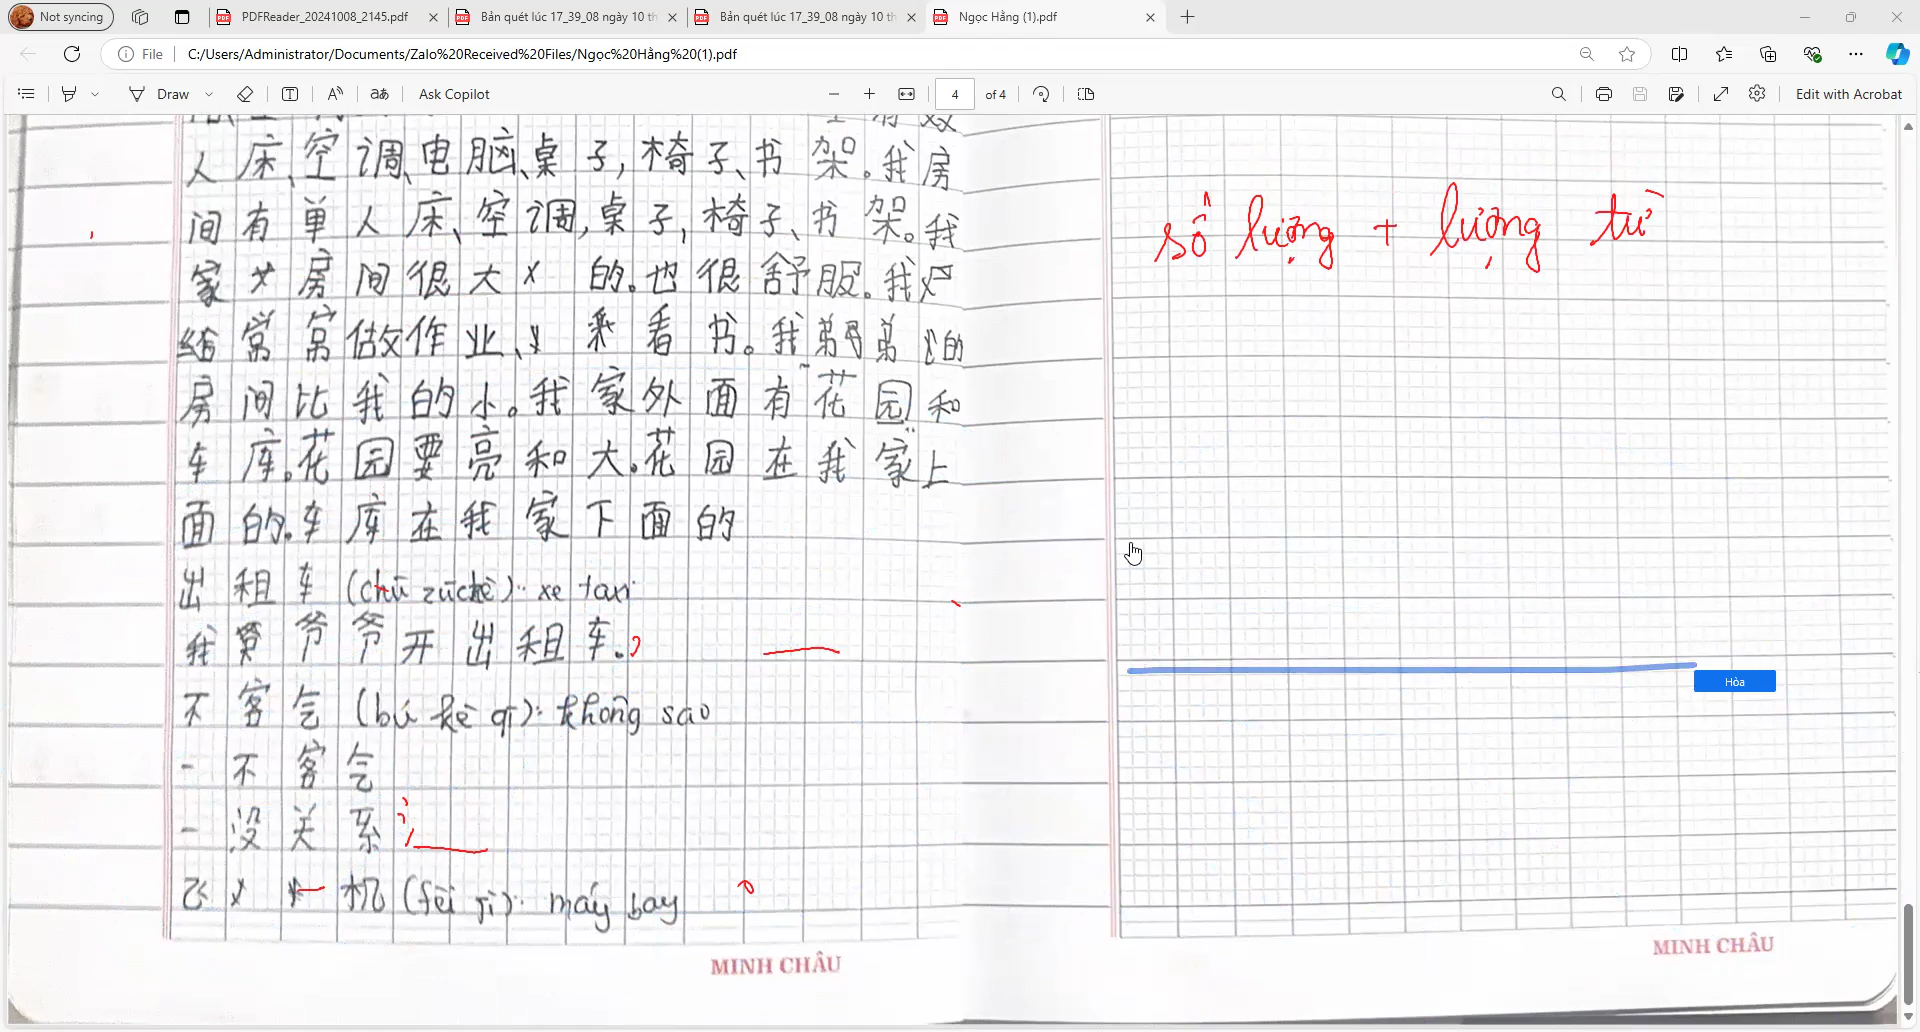 Not syncing
PDFReader_20241008_2145.pdf
Bản quét lúc 17_39_08 ngày 10 th
Bản quét lúc 17_39_08 ngày 10 th
Ngọc Hằng (1).pdf
File
C:/Users/Administrator/Documents/Zalo%20Received%20Files/Ngọc%20Hằng%20(1).pdf
Draw
Ask Copilot
4
of 4
Edit with Acrobat
人床、空调、电脑、桌子,椅子、书架。我房
间有单人床、空调,桌子,椅子、书架。我
家房间很大的。也很舒服。我
给常常做作业、来看书。我弟弟的
房间比我的小。我家外面有花园和
车库。花园要亮和大。花园在我家上
面的。车库在我家下面的
出租车 (chū zūchē): xe taxi
我爷爷开出租车.
不客气 (bú kè qì): không sao
- 不客气
- 没关系
飞机 (fēi jī): máy bay
MINH CHÂU
số lượng + lượng từ
Hòa
MINH CHÂU